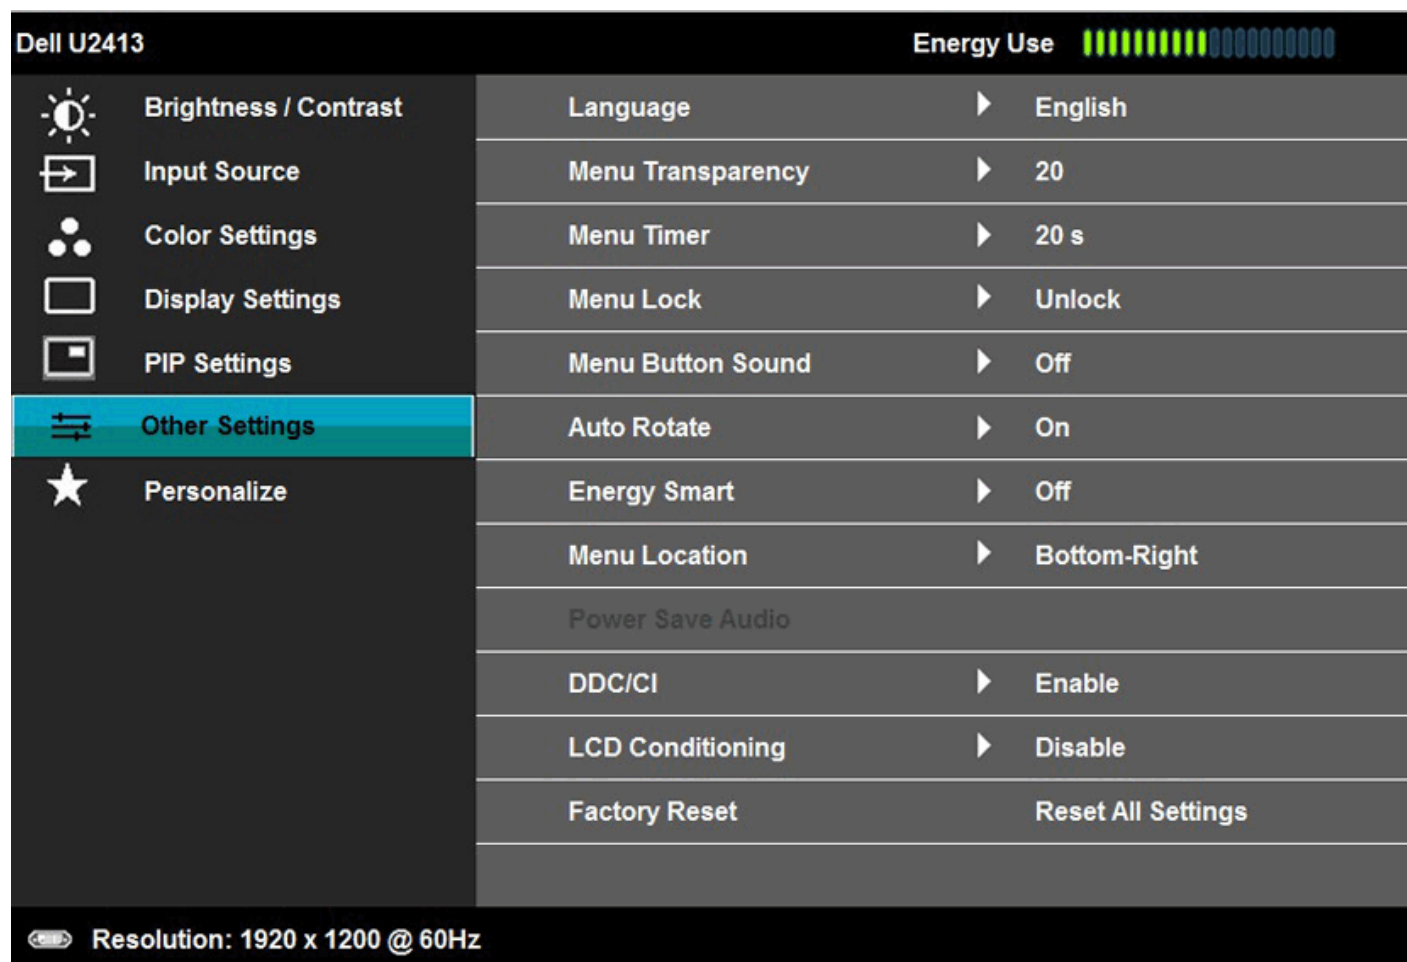 Dell U2413 Energy Use
Brightness / Contrast
Input Source
Color Settings
Display Settings
PIP Settings
Other Settings
Personalize
Language English
Menu Transparency 20
Menu Timer 20 s
Menu Lock Unlock
Menu Button Sound Off
Auto Rotate On
Energy Smart Off
Menu Location Bottom-Right
Power Save Audio
DDC/CI Enable
LCD Conditioning Disable
Factory Reset Reset All Settings
Resolution: 1920 x 1200 @ 60Hz